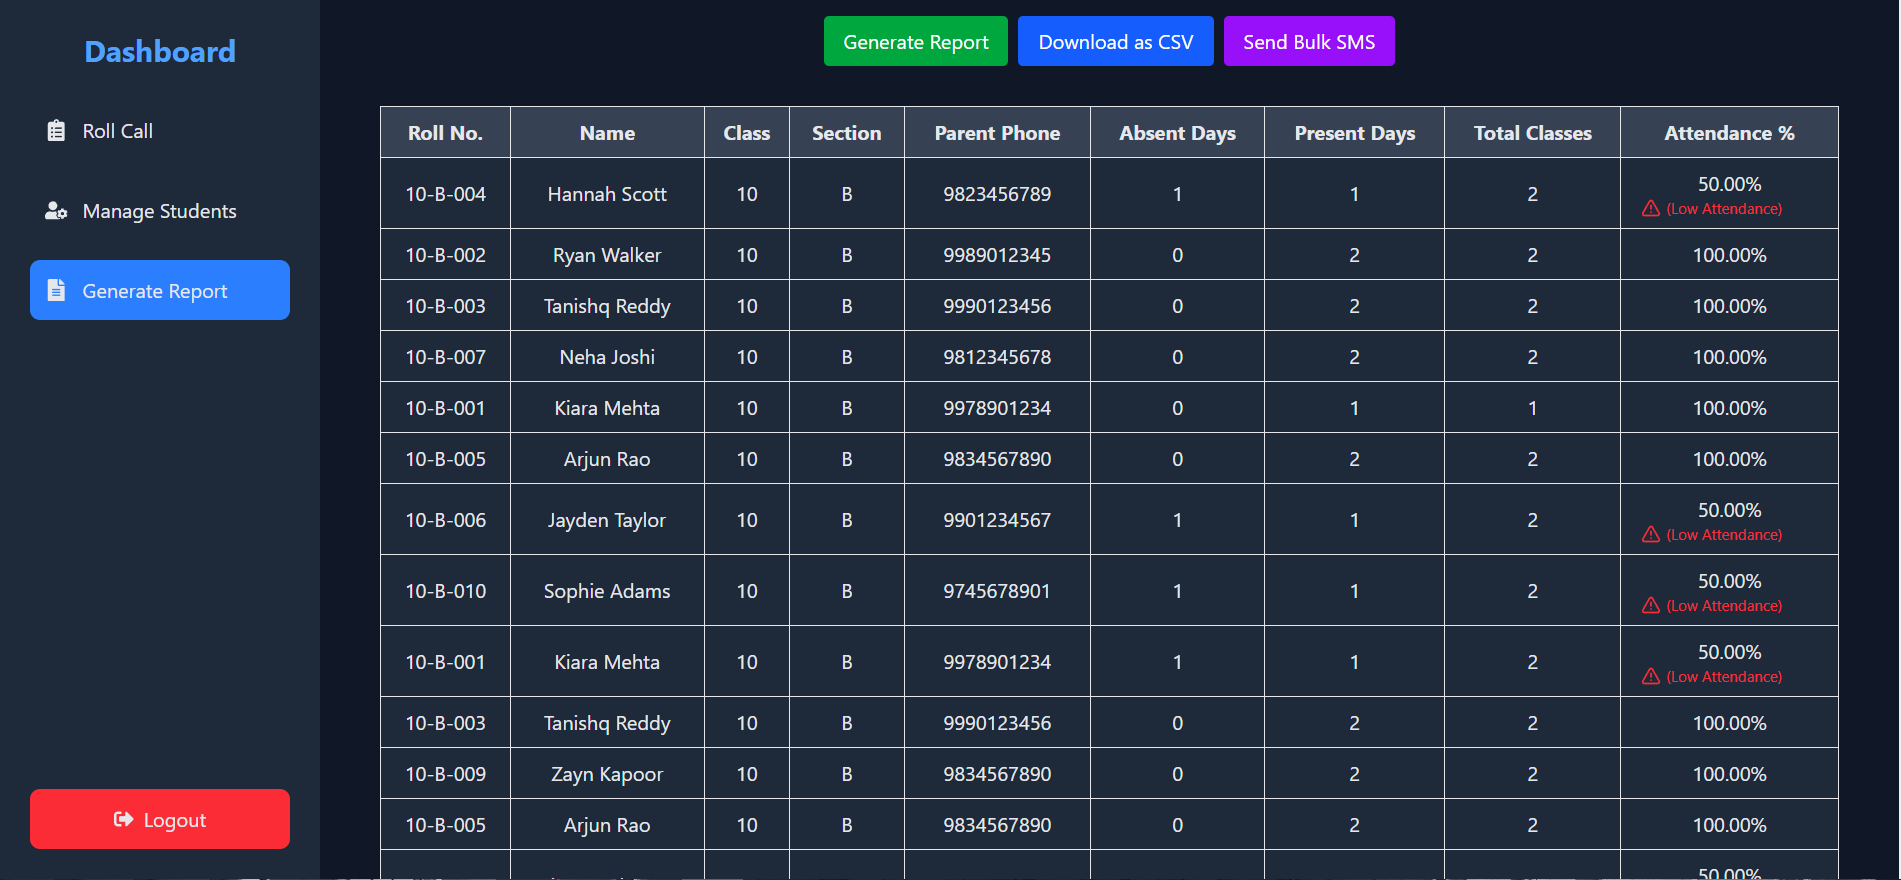 Dashboard
Roll Call
Manage Students
Generate Report
Logout
Generate Report Download as CSV Send Bulk SMS
Roll No. Name Class Section Parent Phone Absent Days Present Days Total Classes Attendance %
10-B-004 Hannah Scott 10 B 9823456789 1 1 2 50.00%
(Low Attendance)
10-B-002 Ryan Walker 10 B 9989012345 0 2 2 100.00%
10-B-003 Tanishq Reddy 10 B 9990123456 0 2 2 100.00%
10-B-007 Neha Joshi 10 B 9812345678 0 2 2 100.00%
10-B-001 Kiara Mehta 10 B 9978901234 0 1 1 100.00%
10-B-005 Arjun Rao 10 B 9834567890 0 2 2 100.00%
10-B-006 Jayden Taylor 10 B 9901234567 1 1 2 50.00%
(Low Attendance)
10-B-010 Sophie Adams 10 B 9745678901 1 1 2 50.00%
(Low Attendance)
10-B-001 Kiara Mehta 10 B 9978901234 1 1 2 50.00%
(Low Attendance)
10-B-003 Tanishq Reddy 10 B 9990123456 0 2 2 100.00%
10-B-009 Zayn Kapoor 10 B 9834567890 0 2 2 100.00%
10-B-005 Arjun Rao 10 B 9834567890 0 2 2 100.00%
50.00%